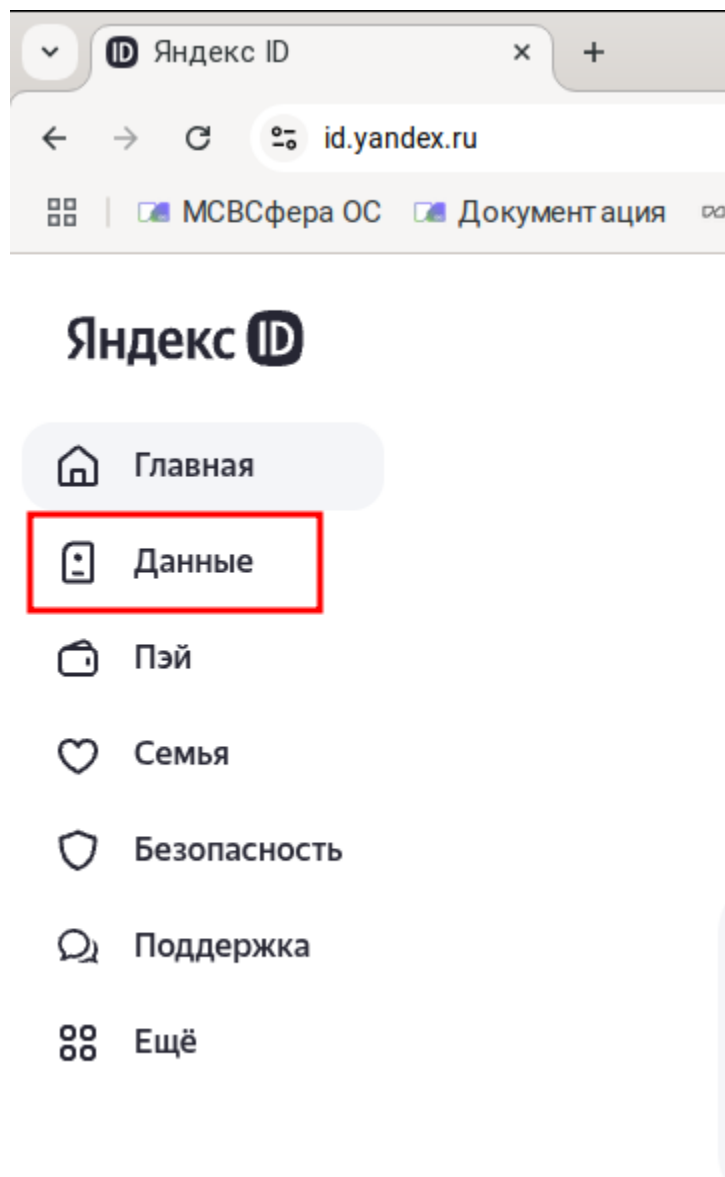 Яндекс ID
id.yandex.ru
МСВСфера ОС Документация
Яндекс ID
Главная
Данные
Пэй
Семья
Безопасность
Поддержка
Ещё